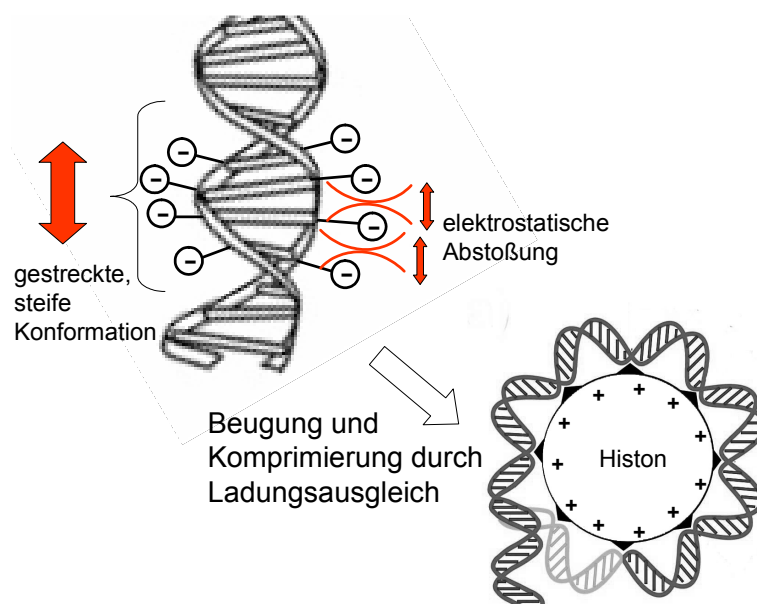 elektrostatische
Abstoßung
gestreckte,
steife
Konformation
Beugung und
Komprimierung durch
Ladungsausgleich
Histon